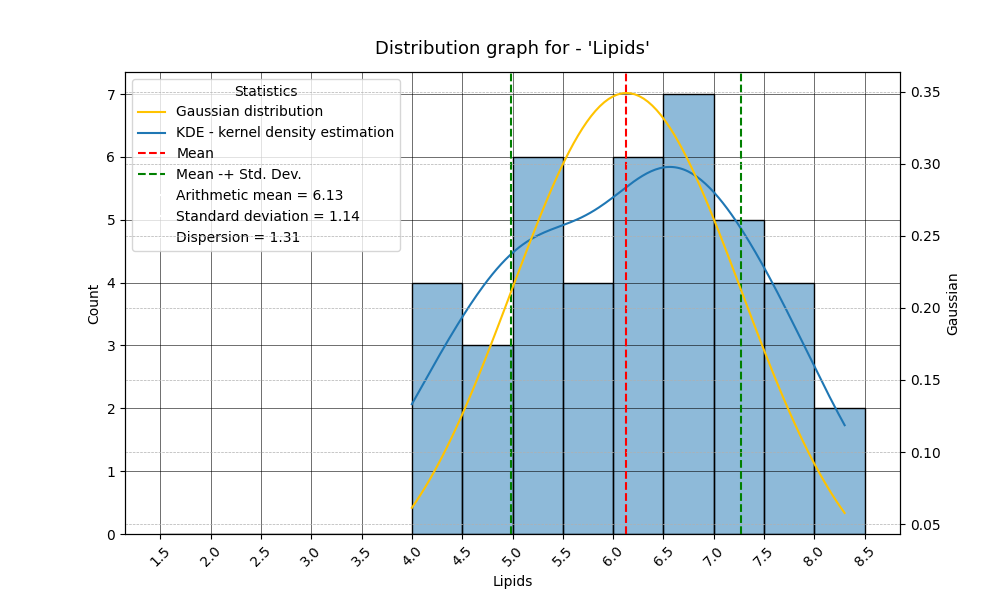 Distribution graph for - 'Lipids'
Statistics
Gaussian distribution
KDE - kernel density estimation
Mean
Mean -+ Std. Dev.
Arithmetic mean = 6.13
Standard deviation = 1.14
Dispersion = 1.31
Count
7
6
5
4
3
2
1
0
0.35
0.30
0.25
0.20
0.15
0.10
0.05
Gaussian
1.5 2.0 2.5 3.0 3.5 4.0 4.5 5.0 5.5 6.0 6.5 7.0 7.5 8.0 8.5
Lipids